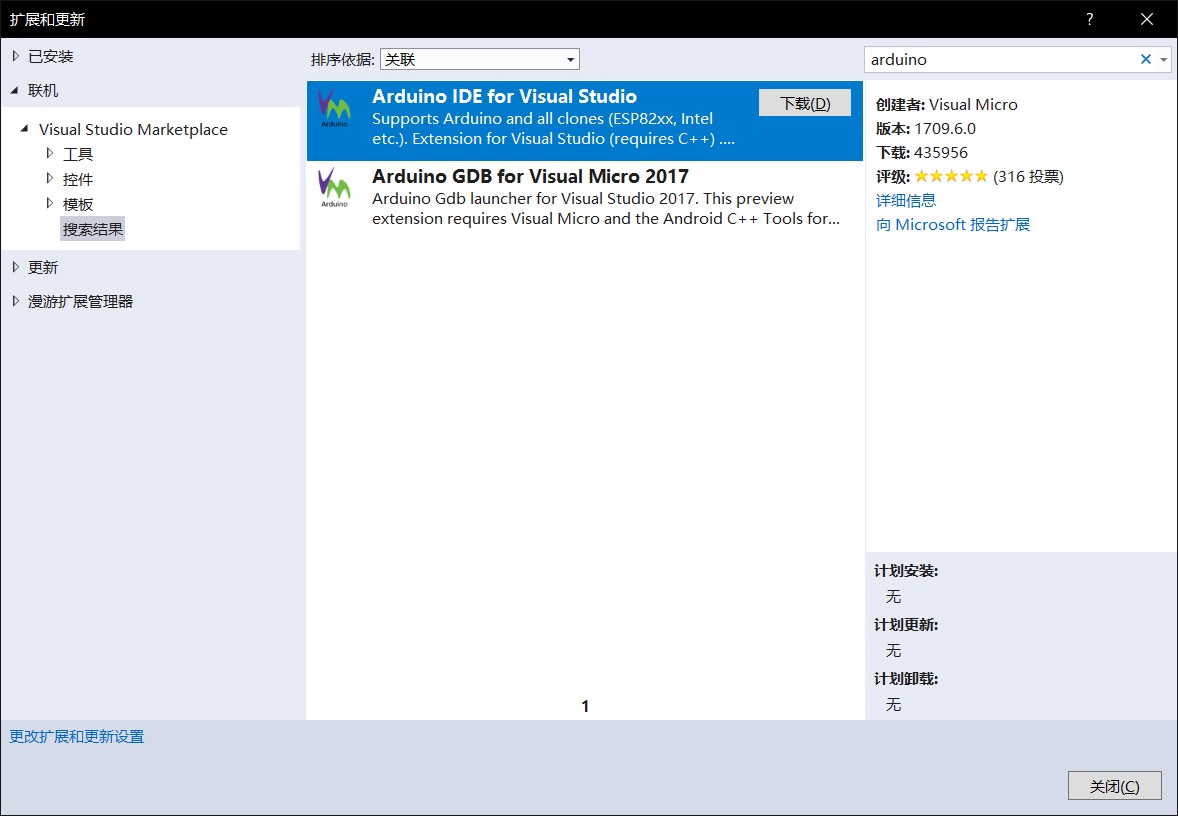 扩展和更新
?
已安装
联机
Visual Studio Marketplace
工具
控件
模板
搜索结果
更新
漫游扩展管理器
排序依据: 关联
Arduino
Arduino IDE for Visual Studio
Supports Arduino and all clones (ESP82xx, Intel
etc.). Extension for Visual Studio (requires C++) ....
下载(D)
Arduino
Arduino GDB for Visual Micro 2017
Arduino Gdb launcher for Visual Studio 2017. This preview
extension requires Visual Micro and the Android C++ Tools for...
1
arduino
创建者: Visual Micro
版本: 1709.6.0
下载: 435956
评级: (316 投票)
详细信息
向 Microsoft 报告扩展
计划安装:
无
计划更新:
无
计划卸载:
无
更改扩展和更新设置
关闭(C)